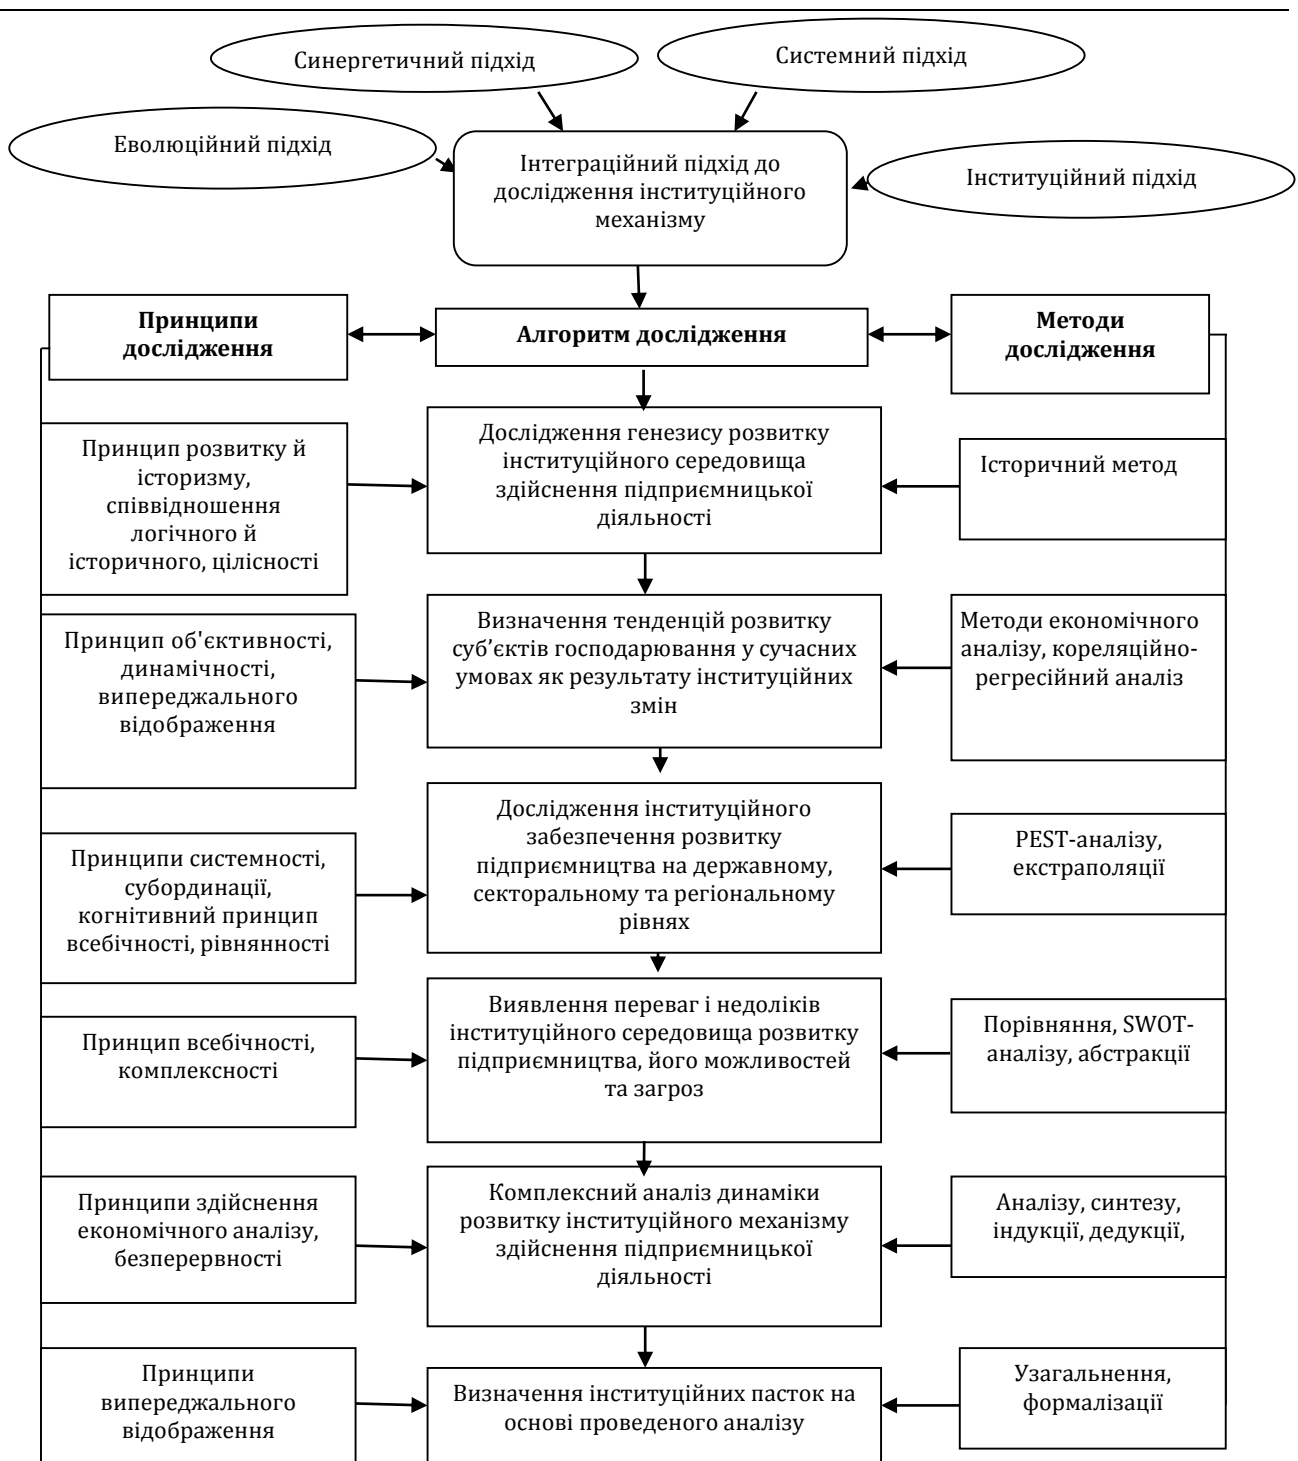 Синергетичний підхід
Системний підхід
Еволюційний підхід
Інтеграційний підхід до
дослідження інституційного
механізму
Інституційний підхід
Принципи
дослідження
Алгоритм дослідження
Методи
дослідження
Принцип розвитку й
історизму,
співвідношення
логічного й
історичного, цілісності
Дослідження генезису розвитку
інституційного середовища
здійснення підприємницької
діяльності
Історичний метод
Принцип об'єктивності,
динамічності,
випереджального
відображення
Визначення тенденцій розвитку
суб’єктів господарювання у сучасних
умовах як результату інституційних
змін
Методи економічного
аналізу, кореляційно-
регресійний аналіз
Принципи системності,
субординації,
когнітивний принцип
всебічності, рівнянності
Дослідження інституційного
забезпечення розвитку
підприємництва на державному,
секторальному та регіональному
рівнях
PEST-аналізу,
екстраполяції
Принцип всебічності,
комплексності
Виявлення переваг і недоліків
інституційного середовища розвитку
підприємництва, його можливостей
та загроз
Порівняння, SWOT-
аналізу, абстракції
Принципи здійснення
економічного аналізу,
безперервності
Комплексний аналіз динаміки
розвитку інституційного механізму
здійснення підприємницької
діяльності
Аналізу, синтезу,
індукції, дедукції,
Принципи
випереджального
відображення
Визначення інституційних пасток на
основі проведеного аналізу
Узагальнення,
формалізації